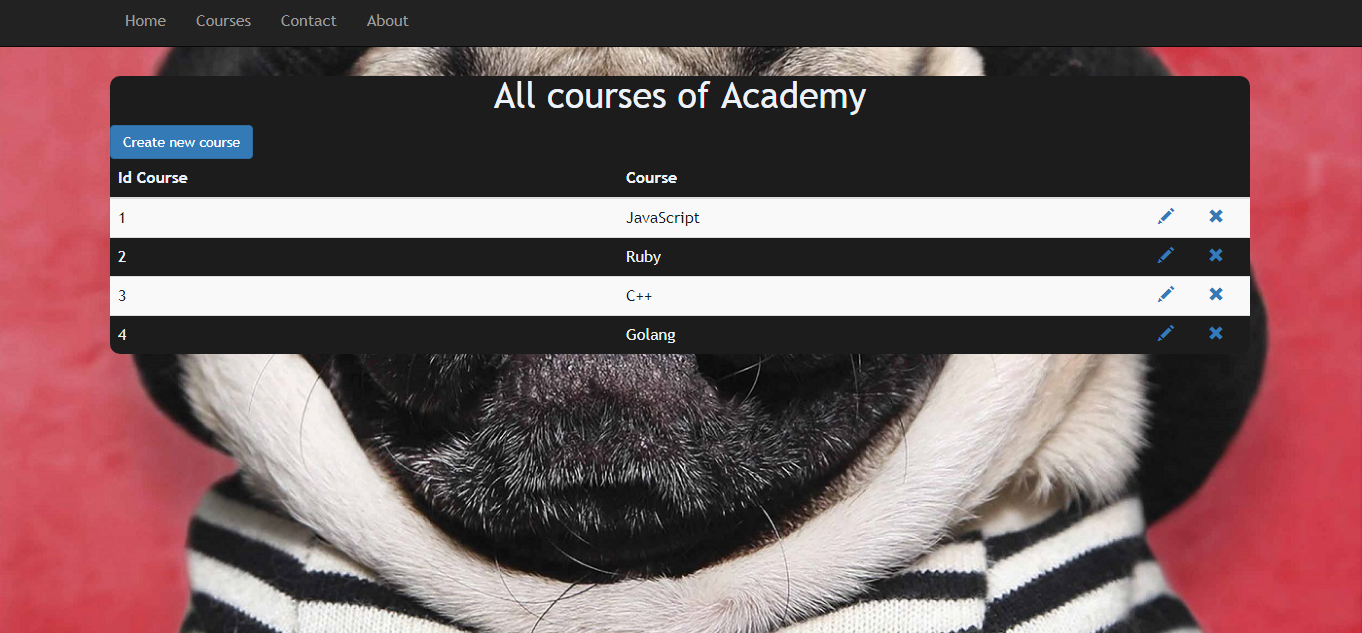 Home Courses Contact About
All courses of Academy
Create new course
Id Course Course
1 JavaScript
2 Ruby
3 C++
4 Golang